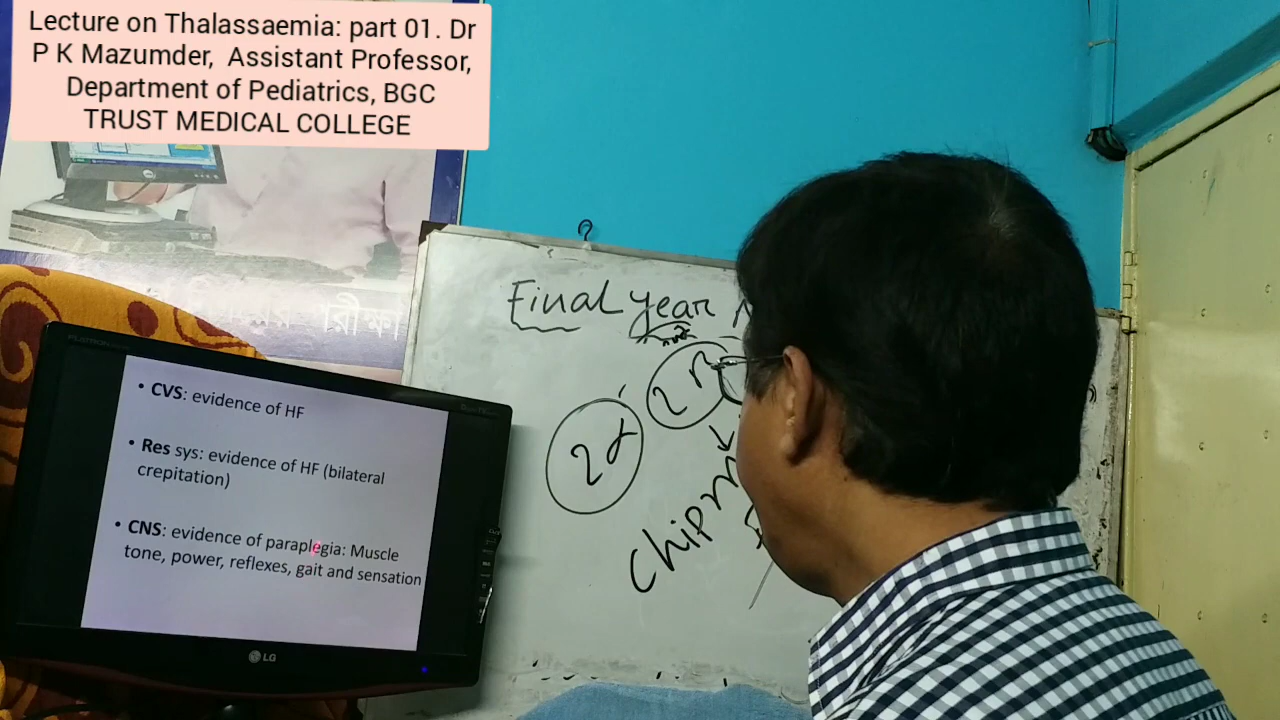 Lecture on Thalassaemia: part 01. Dr
P K Mazumder, Assistant Professor,
Department of Pediatrics, BGC
TRUST MEDICAL COLLEGE
Final year
2α
2
• CVS: evidence of HF
• Res sys: evidence of HF (bilateral
crepitation)
• CNS: evidence of paraplegia: Muscle
tone, power, reflexes, gait and sensation
LG